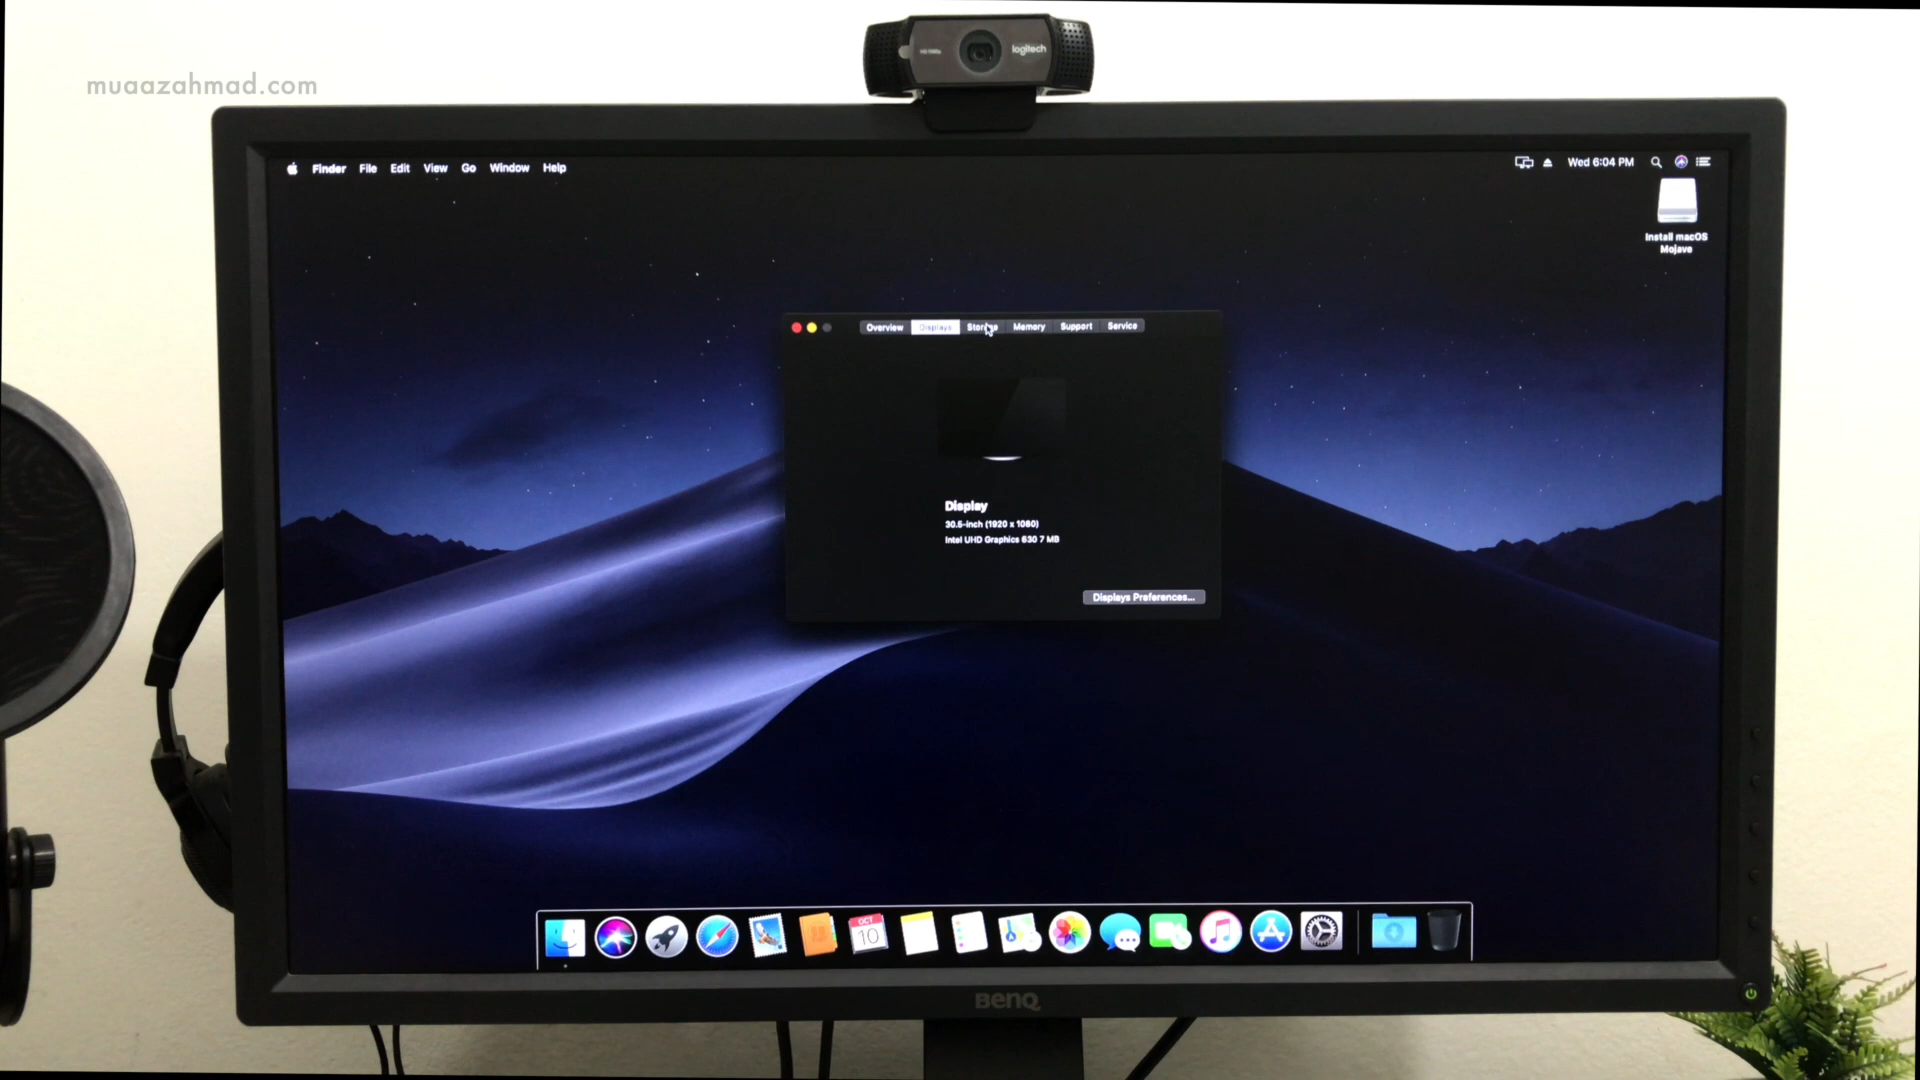 logitech
muaazahmad.com
Finder File Edit View Go Window Help
Wed 6:04 PM
Install macOS
Mojave
Overview Displays Storage Memory Support Service
Display
30.5-inch (1920 x 1080)
Intel UHD Graphics 630 7 MB
Displays Preferences...
OCT
10
BenQ